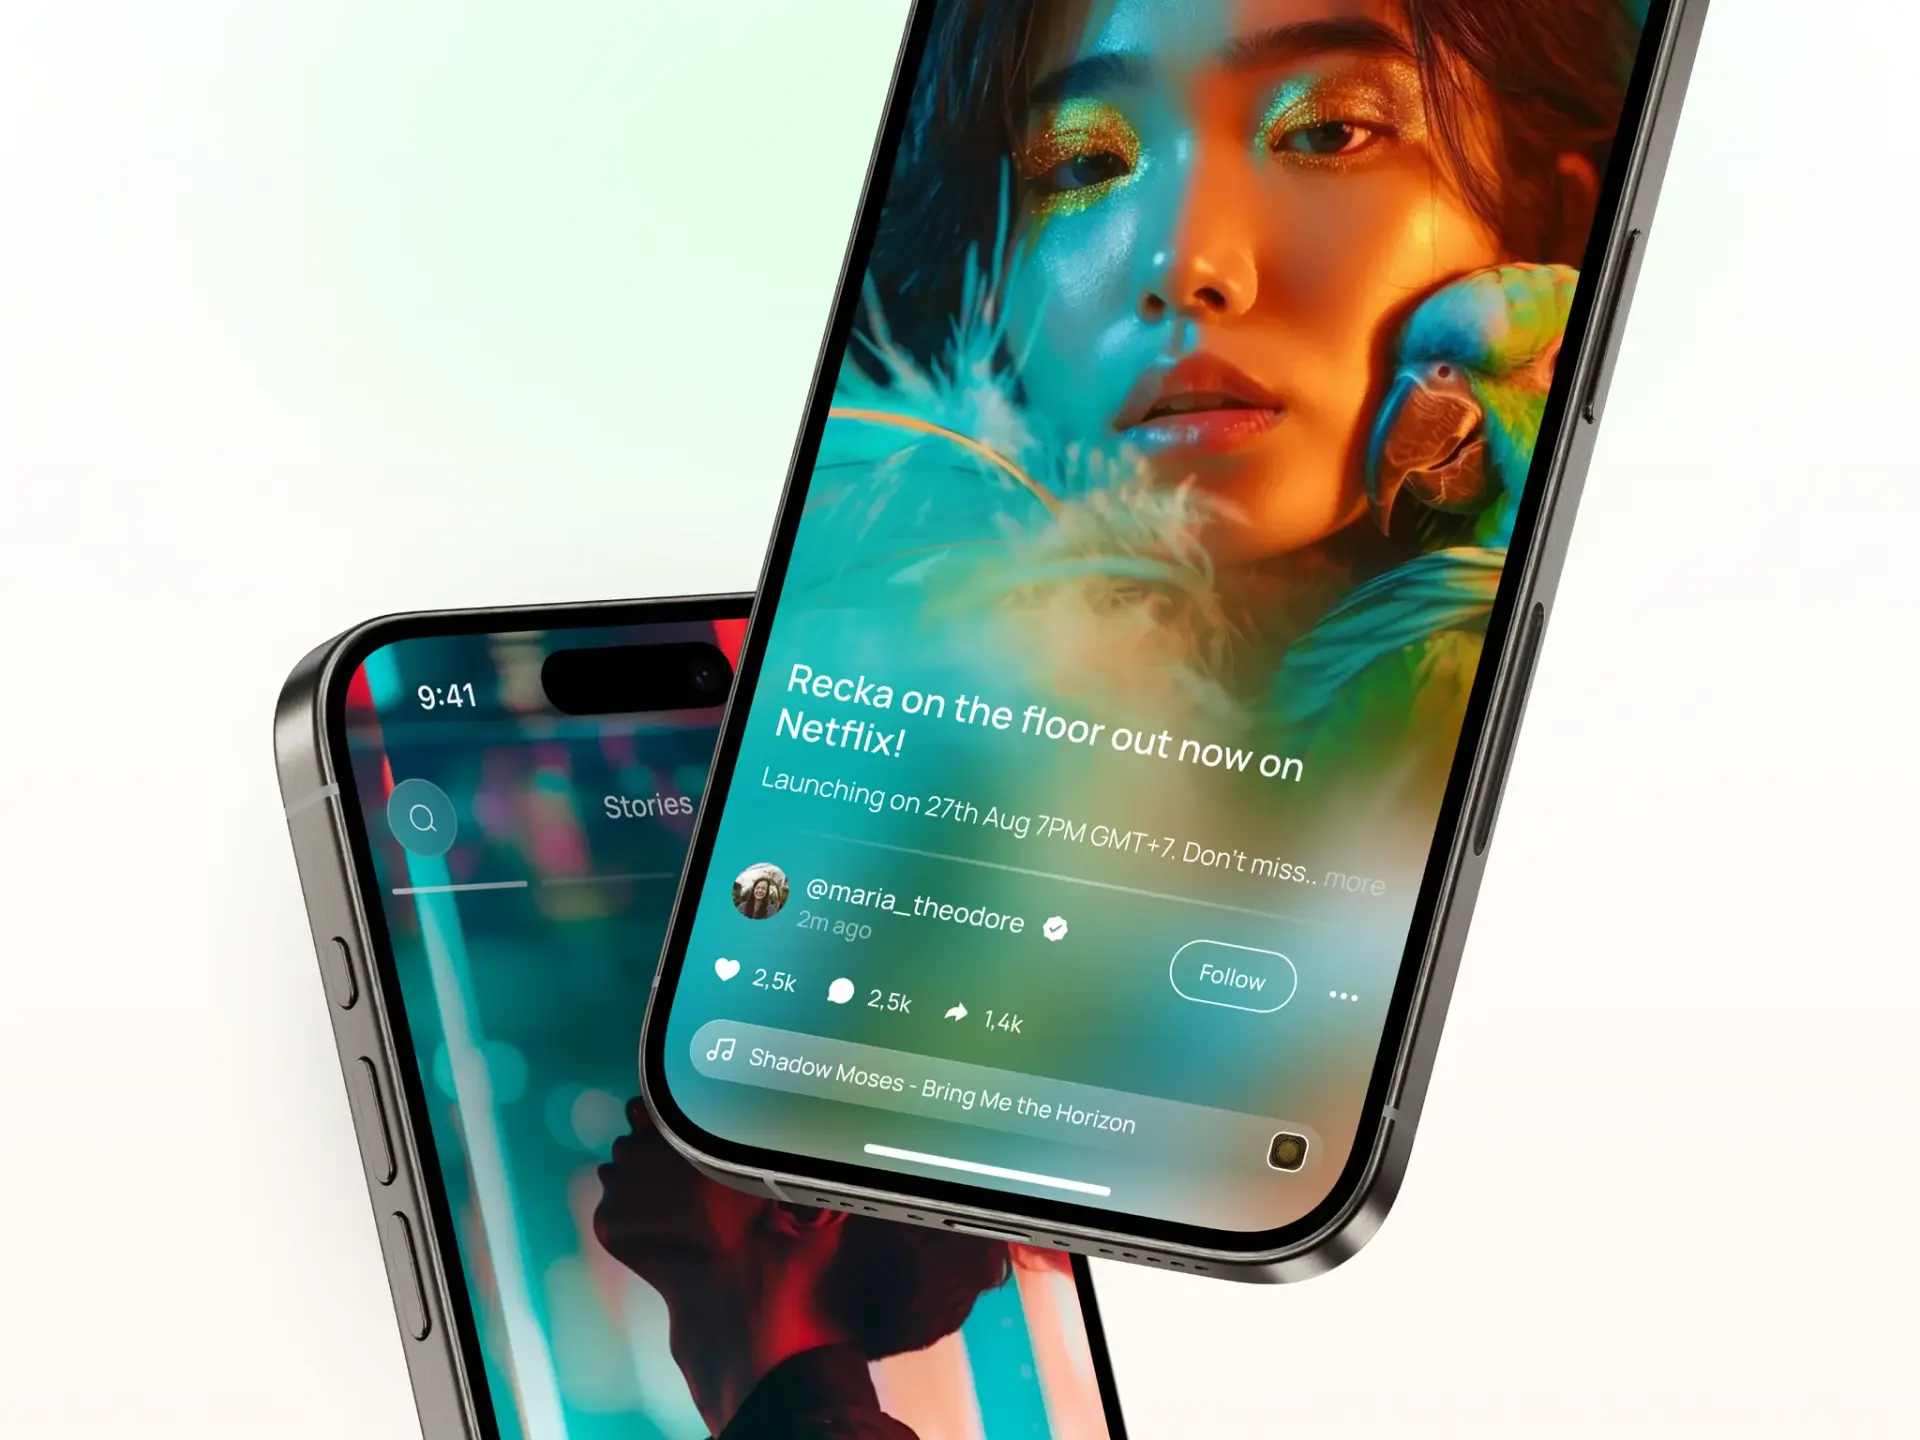 9:41
Stories
Recka on the floor out now on
Netflix!
Launching on 27th Aug 7PM GMT+7. Don't miss.. more
@maria_theodore
2m ago
Follow
2,5k
2,5k
1,4k
Shadow Moses - Bring Me the Horizon